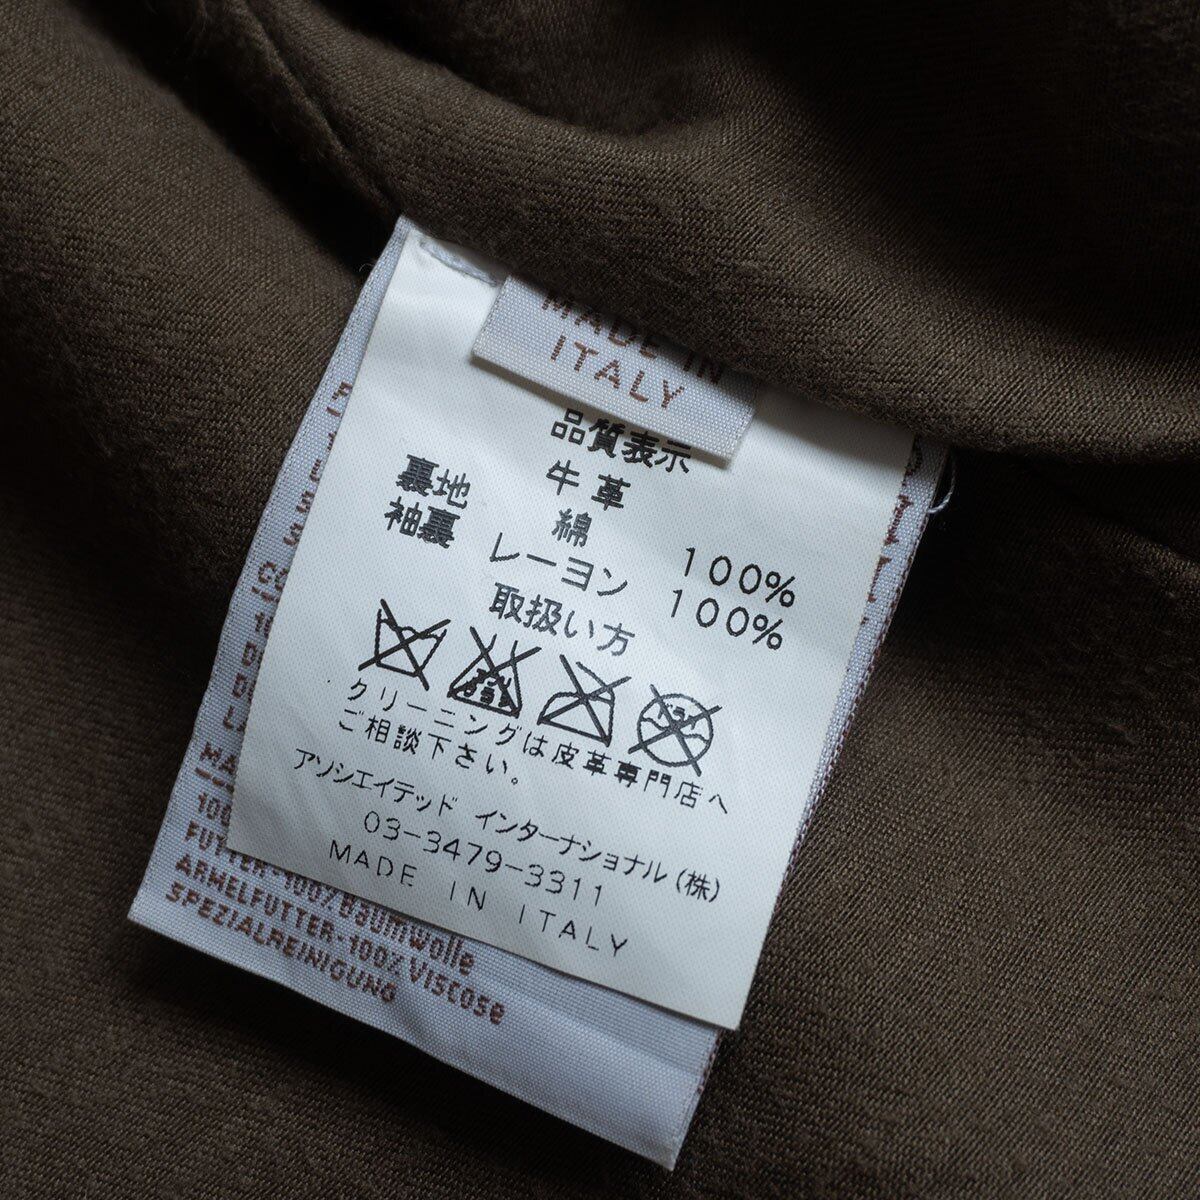 MADE IN
ITALY
品質表示
牛革
裏地 綿 100%
袖裏 レーヨン 100%
取扱い方
クリーニングは皮革専門店へ
ご相談下さい。
アソシエイテッド インターナショナル(株)
03-3479-3311
MADE IN ITALY
FUTTER-100% Baumwolle
ARMELFUTTER-100% VISCOSE
SPEZIALREINIGUNG